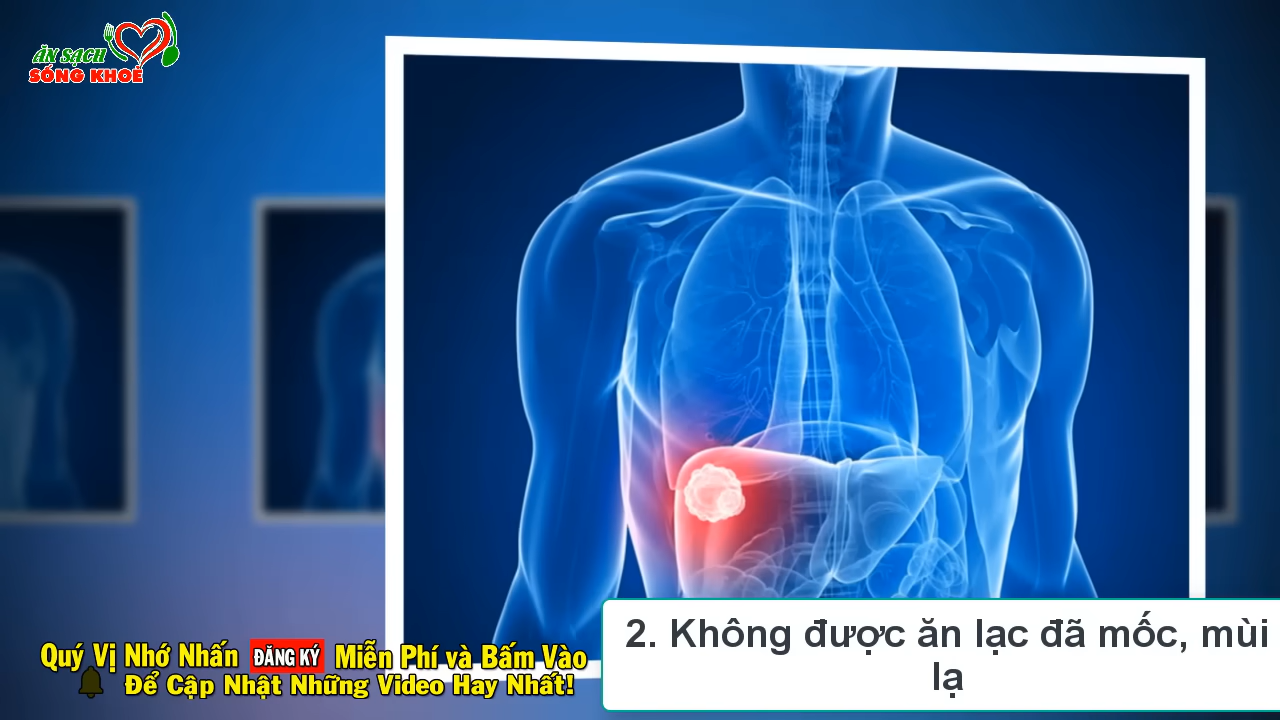 ĂN SẠCH
SỐNG KHOẺ
Quý Vị Nhớ Nhấn ĐĂNG KÝ Miễn Phí và Bấm Vào
Để Cập Nhật Những Video Hay Nhất!
2. Không được ăn lạc đã mốc, mùi
lạ